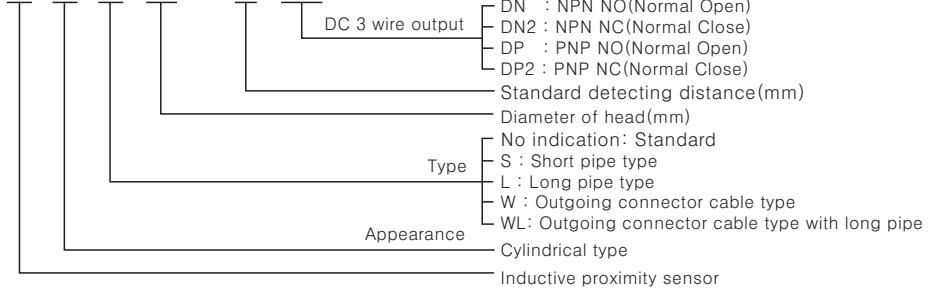 DN : NPN NO(Normal Open)
DC 3 wire output
DN2 : NPN NC(Normal Close)
DP : PNP NO(Normal Open)
DP2 : PNP NC(Normal Close)
Standard detecting distance(mm)
Diameter of head(mm)
No indication: Standard
Type
S : Short pipe type
L : Long pipe type
W : Outgoing connector cable type
WL: Outgoing connector cable type with long pipe
Appearance
Cylindrical type
Inductive proximity sensor